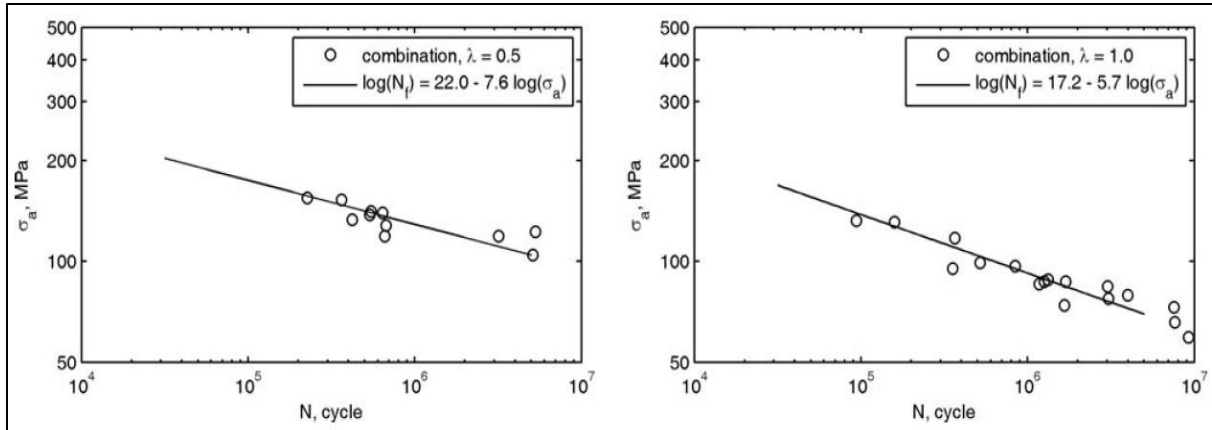 500
400
300
200
100
50
σa, MPa
combination, λ = 0.5
log(Nf) = 22.0 - 7.6 log(σa)
10^4
10^5
10^6
10^7
N, cycle
500
400
300
200
100
50
σa, MPa
combination, λ = 1.0
log(Nf) = 17.2 - 5.7 log(σa)
10^4
10^5
10^6
10^7
N, cycle